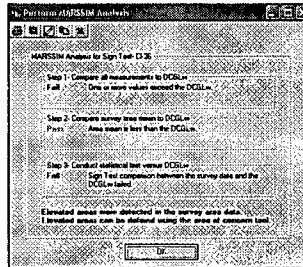 Perform MARSSIM Analysis
MARSSIM Analysis for Sign Test- Cl-36
Step 1- Compare all measurements to DCGLw
Fail One or more values exceed the DCGLw.
Step 2- Compare survey area mean to DCGLw
Pass Area mean is less than the DCGLw.
Step 3- Conduct statistical test versus DCGLw
Fail Sign Test comparison between the survey data and the
DCGLw failed.
Elevated areas were detected in the survey area data.
Elevated areas can be defined using the area of concern tool.
OK